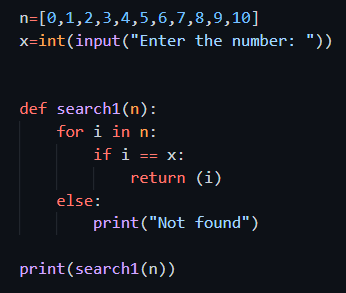 n=[0,1,2,3,4,5,6,7,8,9,10]
x=int(input("Enter the number: "))
def search1(n):
    for i in n:
        if i == x:
            return (i)
    else:
        print("Not found")
print(search1(n))